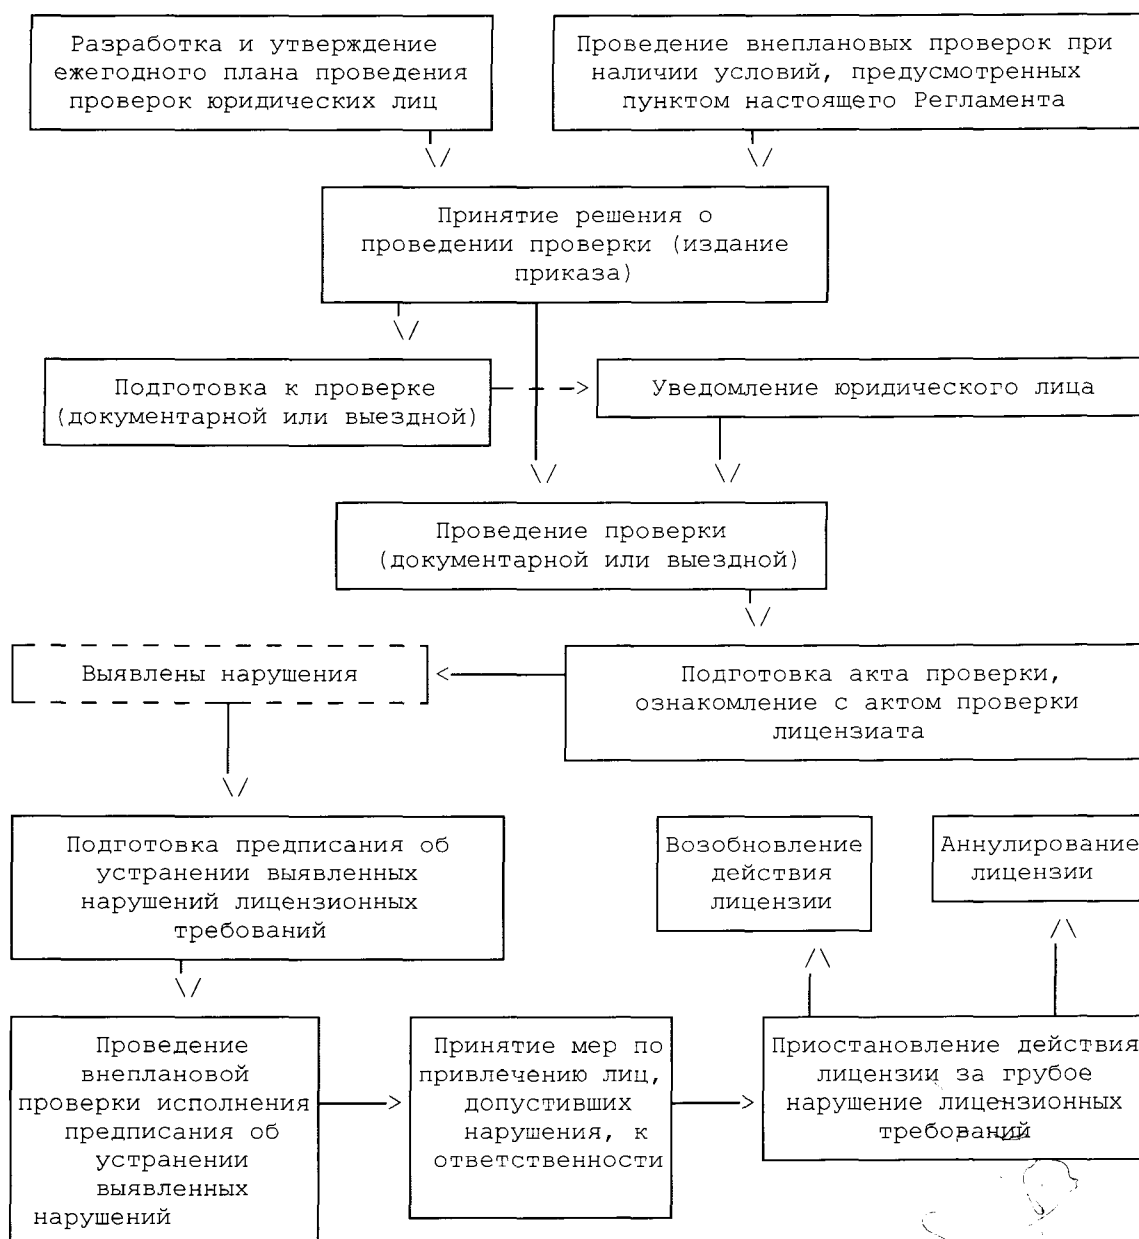 Разработка и утверждение
ежегодного плана проведения
проверок юридических лиц
Проведение внеплановых проверок при
наличии условий, предусмотренных
пунктом настоящего Регламента
Принятие решения о
проведении проверки (издание
приказа)
Подготовка к проверке
(документарной или выездной)
Уведомление юридического лица
Проведение проверки
(документарной или выездной)
Выявлены нарушения
Подготовка акта проверки,
ознакомление с актом проверки
лицензиата
Подготовка предписания об
устранении выявленных
нарушений лицензионных
требований
Возобновление
действия
лицензии
Аннулирование
лицензии
Проведение
внеплановой
проверки исполнения
предписания об
устранении
выявленных
нарушений
Принятие мер по
привлечению лиц,
допустивших
нарушения, к
ответственности
Приостановление действия
лицензии за грубое
нарушение лицензионных
требований